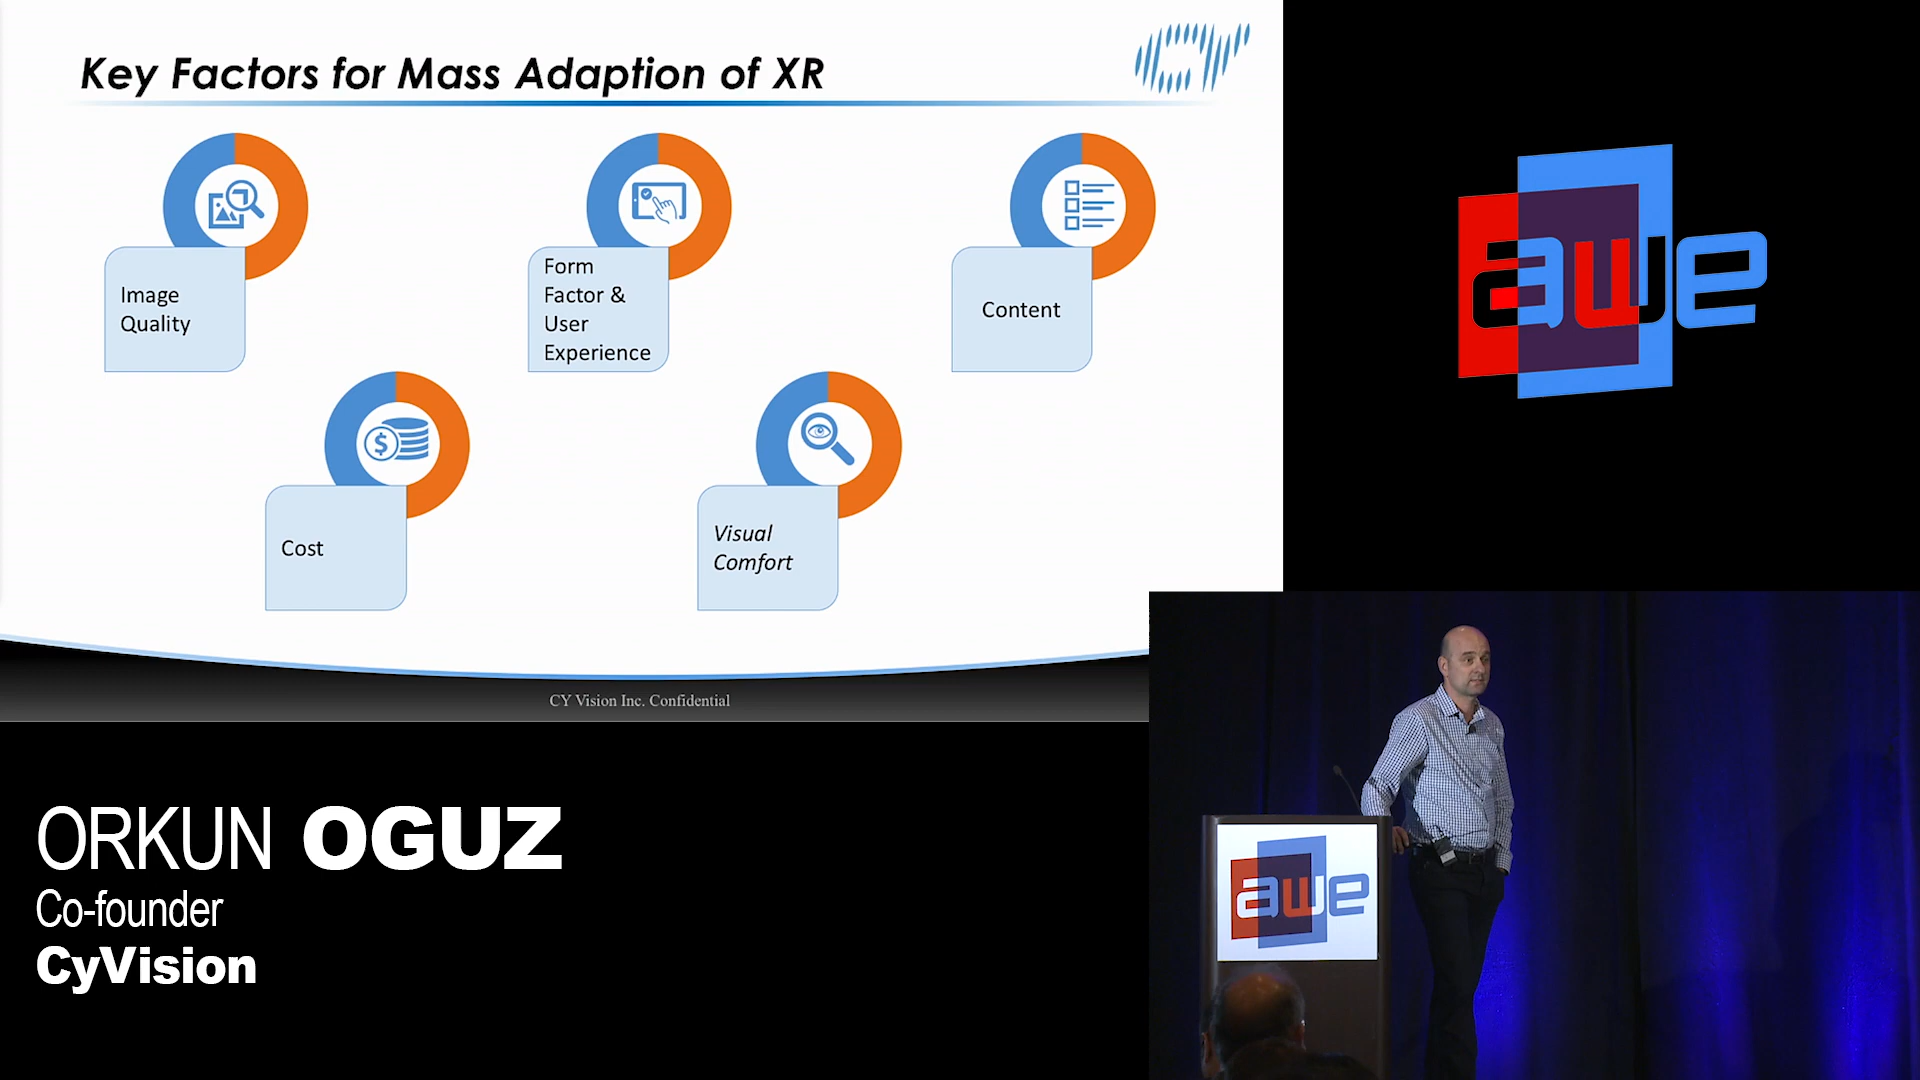 Key Factors for Mass Adaption of XR
CY
Image
Quality
Form
Factor &
User
Experience
Content
$
Cost
Visual
Comfort
CY Vision Inc. Confidential
awe
ORKUN OGUZ
Co-founder
CyVision
awe